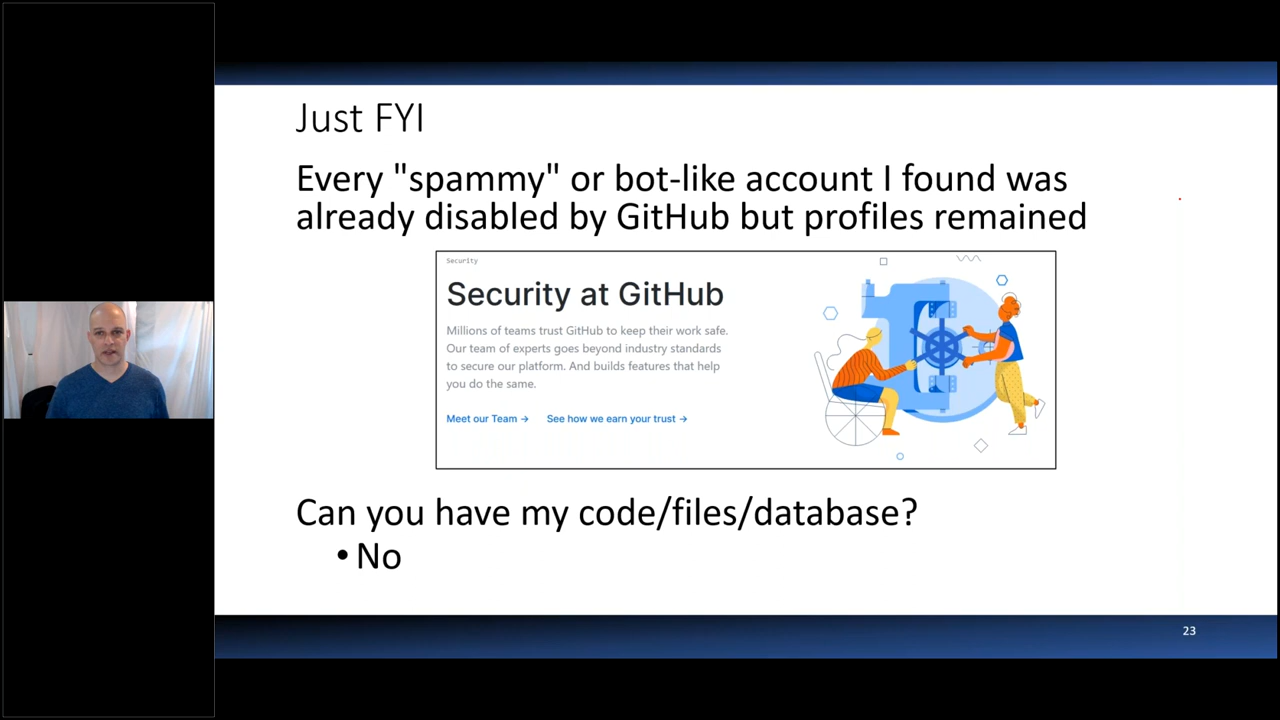 Just FYI
Every "spammy" or bot-like account I found was
already disabled by GitHub but profiles remained
Security
Security at GitHub
Millions of teams trust GitHub to keep their work safe.
Our team of experts goes beyond industry standards
to secure our platform. And builds features that help
you do the same.
Meet our Team → See how we earn your trust →
Can you have my code/files/database?
• No
23